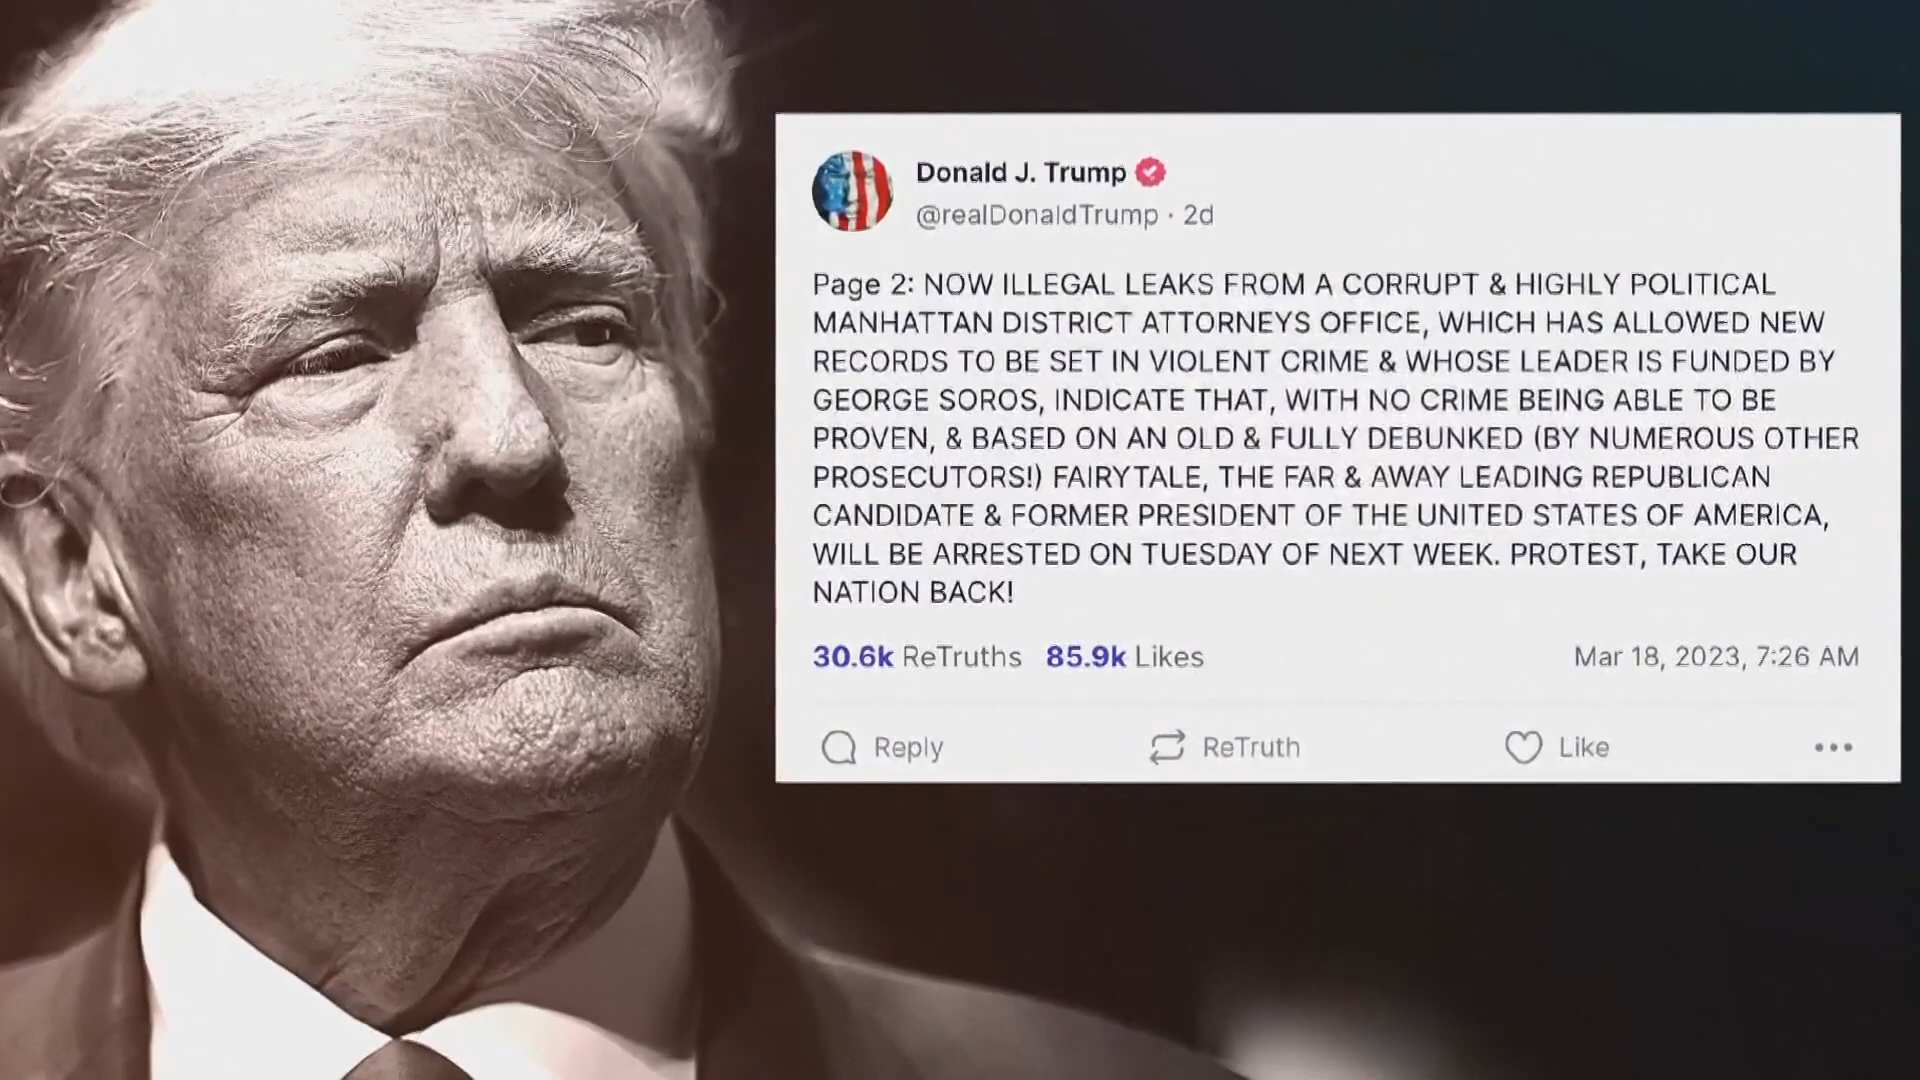 Donald J. Trump
@realDonaldTrump · 2d
Page 2: NOW ILLEGAL LEAKS FROM A CORRUPT & HIGHLY POLITICAL
MANHATTAN DISTRICT ATTORNEYS OFFICE, WHICH HAS ALLOWED NEW
RECORDS TO BE SET IN VIOLENT CRIME & WHOSE LEADER IS FUNDED BY
GEORGE SOROS, INDICATE THAT, WITH NO CRIME BEING ABLE TO BE
PROVEN, & BASED ON AN OLD & FULLY DEBUNKED (BY NUMEROUS OTHER
PROSECUTORS!) FAIRYTALE, THE FAR & AWAY LEADING REPUBLICAN
CANDIDATE & FORMER PRESIDENT OF THE UNITED STATES OF AMERICA,
WILL BE ARRESTED ON TUESDAY OF NEXT WEEK. PROTEST, TAKE OUR
NATION BACK!
30.6k ReTruths 85.9k Likes Mar 18, 2023, 7:26 AM
Reply ReTruth Like